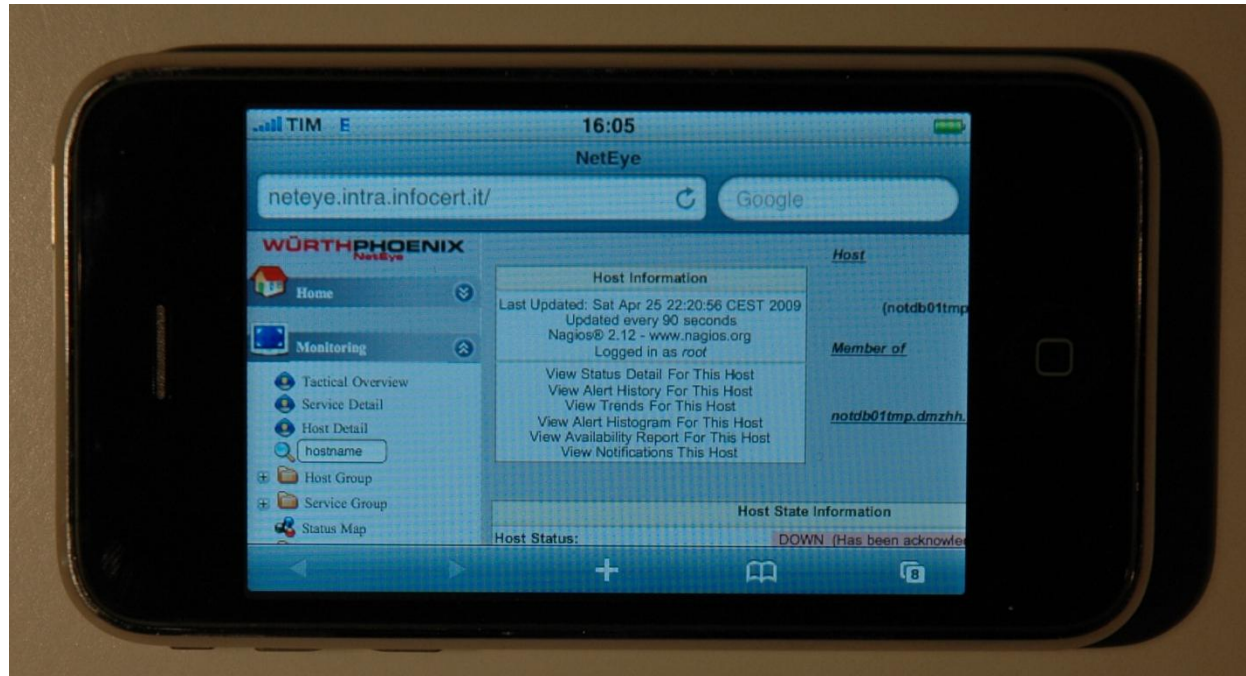 TIM E 16:05
NetEye
neteye.intra.infocert.it/ Google
WÜRTHPHOENIX
NetEye
Home
Monitoring
Tactical Overview
Service Detail
Host Detail
hostname
Host Group
Service Group
Status Map
Host Information
Last Updated: Sat Apr 25 22:20:56 CEST 2009
Updated every 90 seconds
Nagios® 2.12 - www.nagios.org
Logged in as root
View Status Detail For This Host
View Alert History For This Host
View Trends For This Host
View Alert Histogram For This Host
View Availability Report For This Host
View Notifications This Host
Host
(notdb01tmp
Member of
notdb01tmp.dmzhh.
Host State Information
Host Status: DOWN (Has been acknowle
8